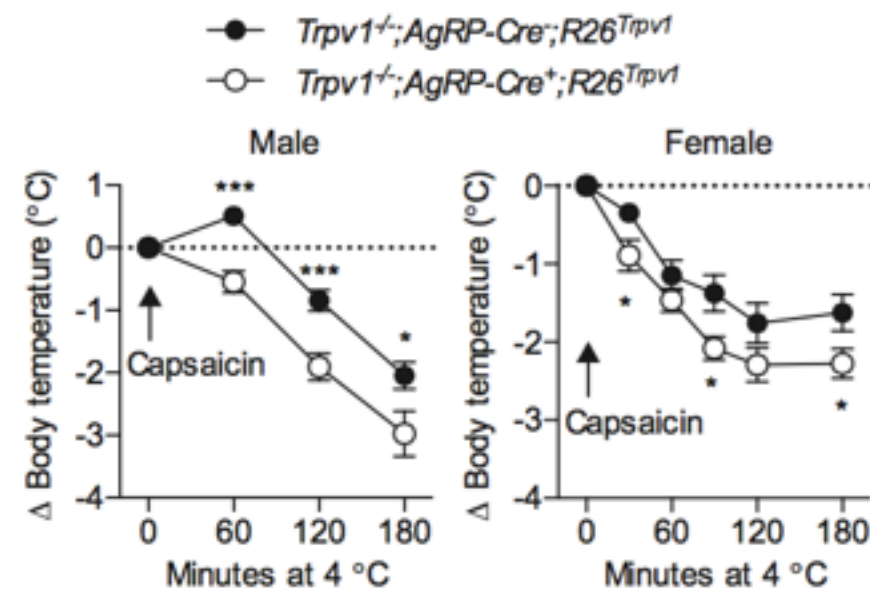 Trpv1-/-;AgRP-Cre-;R26Trpv1
Trpv1-/-;AgRP-Cre+;R26Trpv1
Male
Δ Body temperature (°C)
1
0
-1
-2
-3
-4
***
***
*
Capsaicin
0 60 120 180
Minutes at 4 °C
Female
Δ Body temperature (°C)
0
-1
-2
-3
-4
*
*
*
Capsaicin
0 60 120 180
Minutes at 4 °C